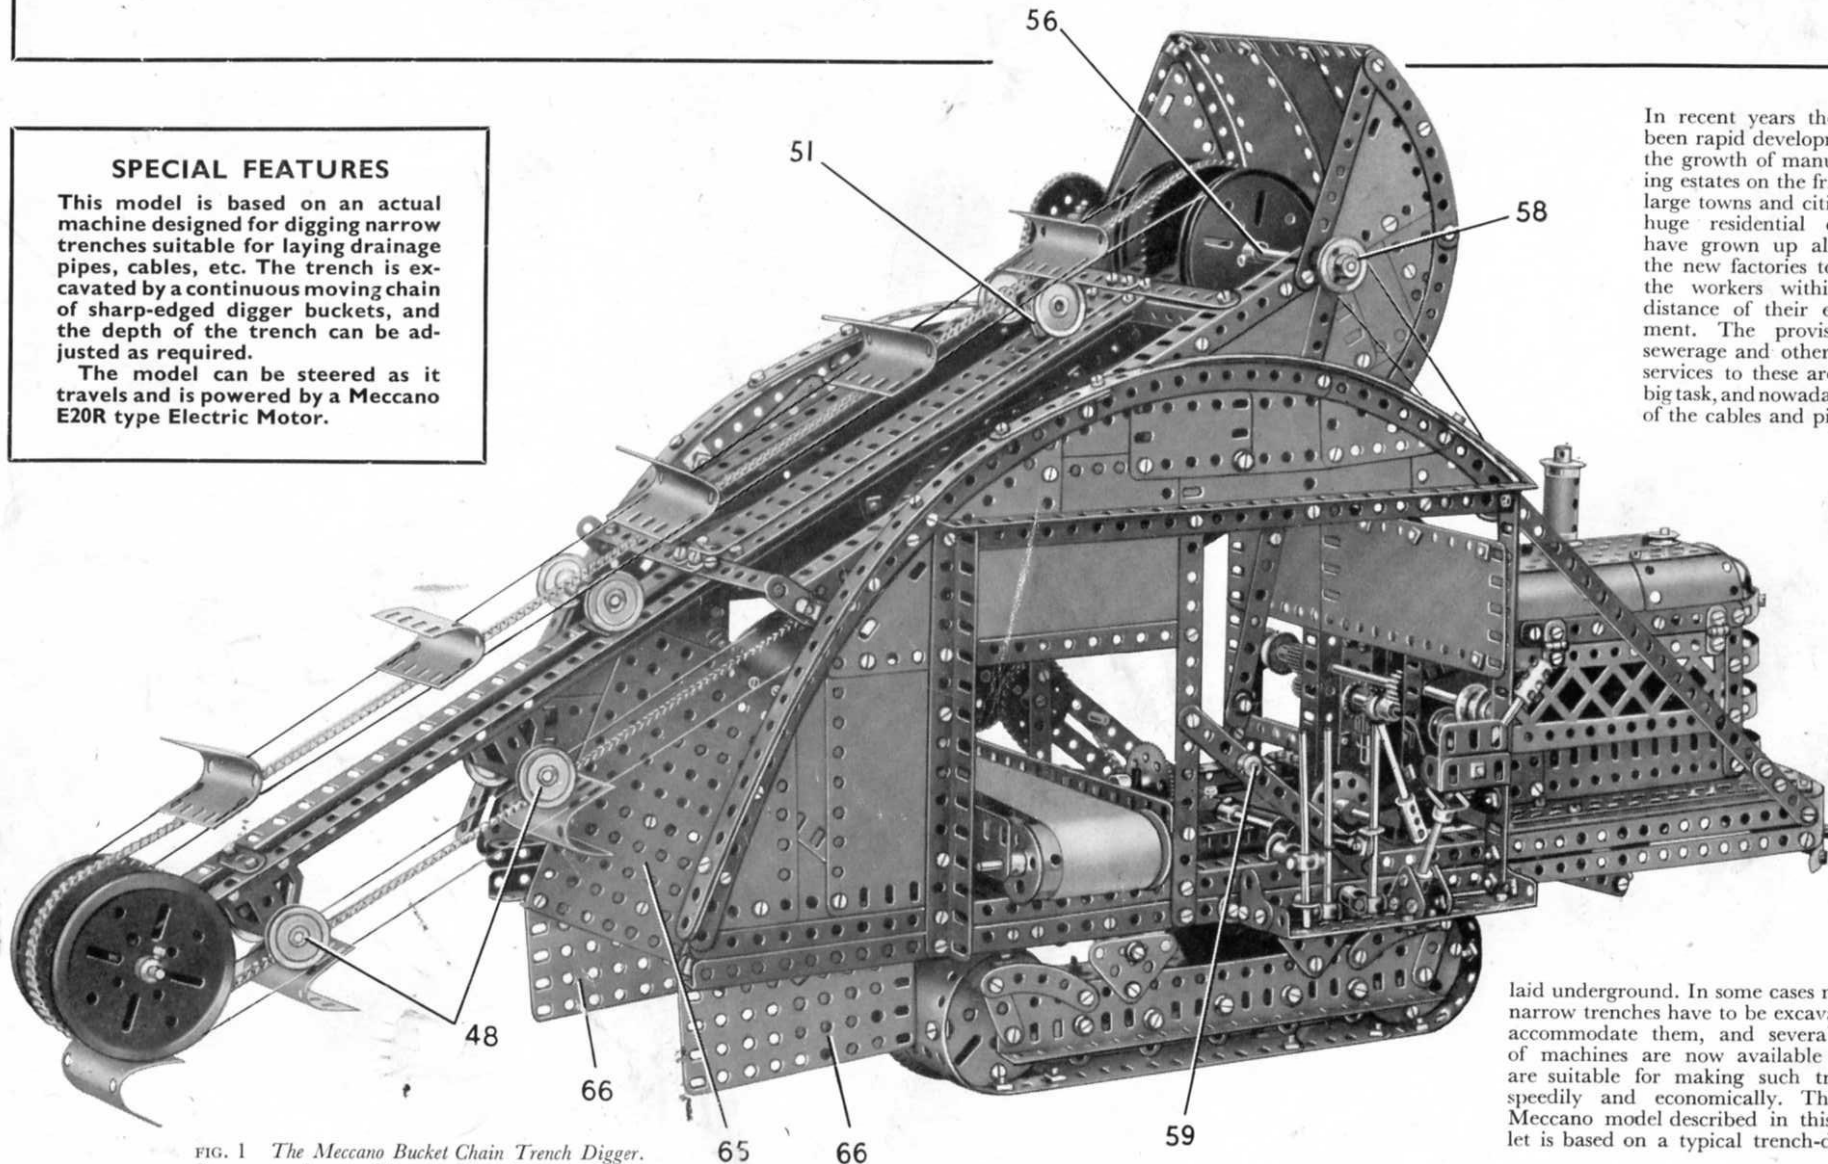 SPECIAL FEATURES
This model is based on an actual
machine designed for digging narrow
trenches suitable for laying drainage
pipes, cables, etc. The trench is ex-
cavated by a continuous moving chain
of sharp-edged digger buckets, and
the depth of the trench can be ad-
justed as required.
The model can be steered as it
travels and is powered by a Meccano
E20R type Electric Motor.
56
51
58
In recent years the
been rapid developm
the growth of manu
ing estates on the fr
large towns and citi
huge residential
have grown up al
the new factories to
the workers withi
distance of their e
ment. The provis
sewerage and other
services to these ar
big task, and nowada
of the cables and pi
48
66
65
66
59
laid underground. In some cases
narrow trenches have to be excav
accommodate them, and severa
of machines are now available
are suitable for making such tr
speedily and economically. Th
Meccano model described in this
let is based on a typical trench-
FIG. 1 The Meccano Bucket Chain Trench Digger.